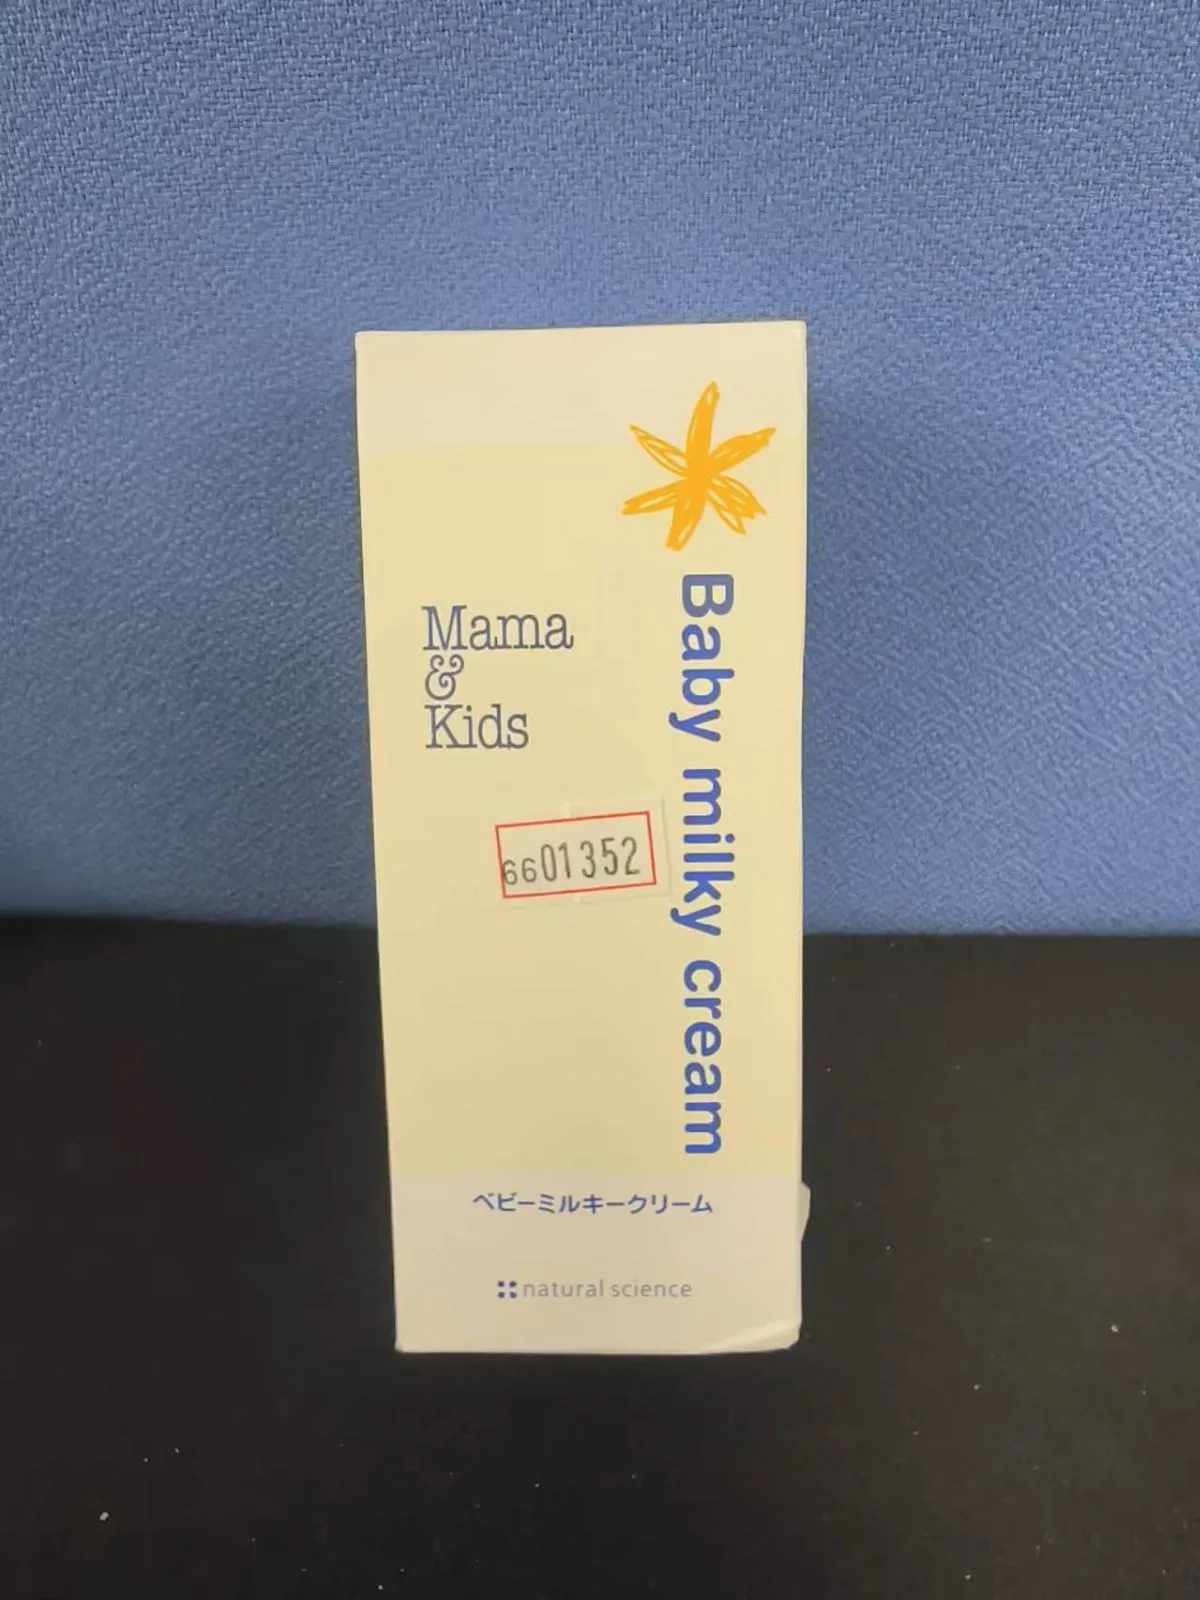 Mama
&
Kids
Baby milky cream
6601352
ベビーミルキークリーム
natural science